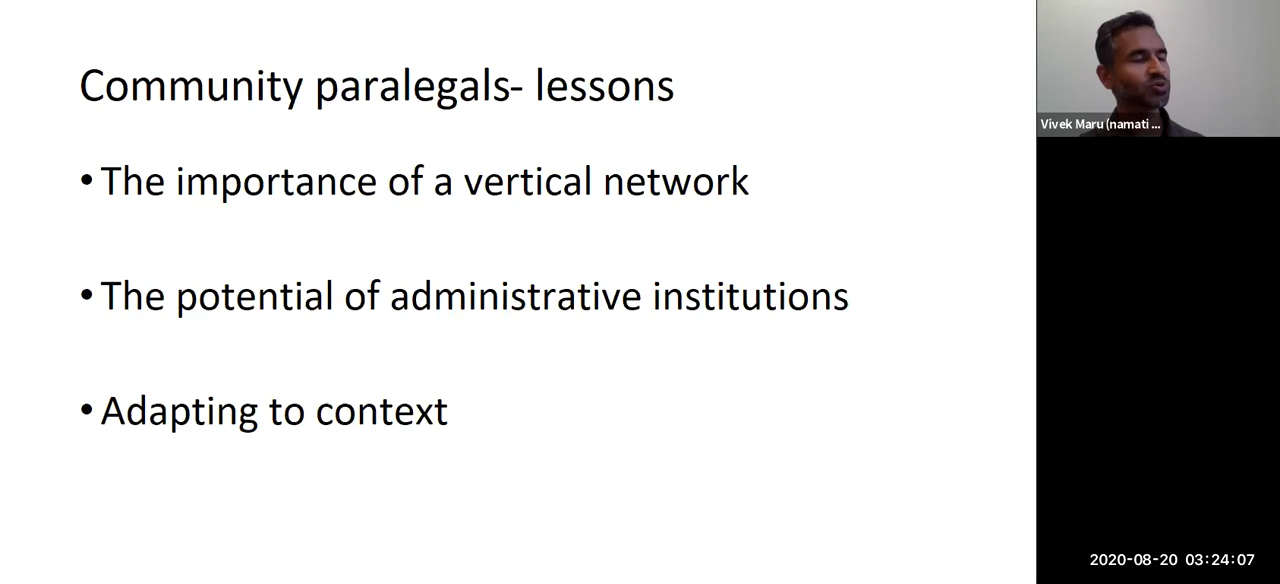 Community paralegals- lessons
•The importance of a vertical network
•The potential of administrative institutions
•Adapting to context
Vivek Maru (namati ...
2020-08-20 03:24:07